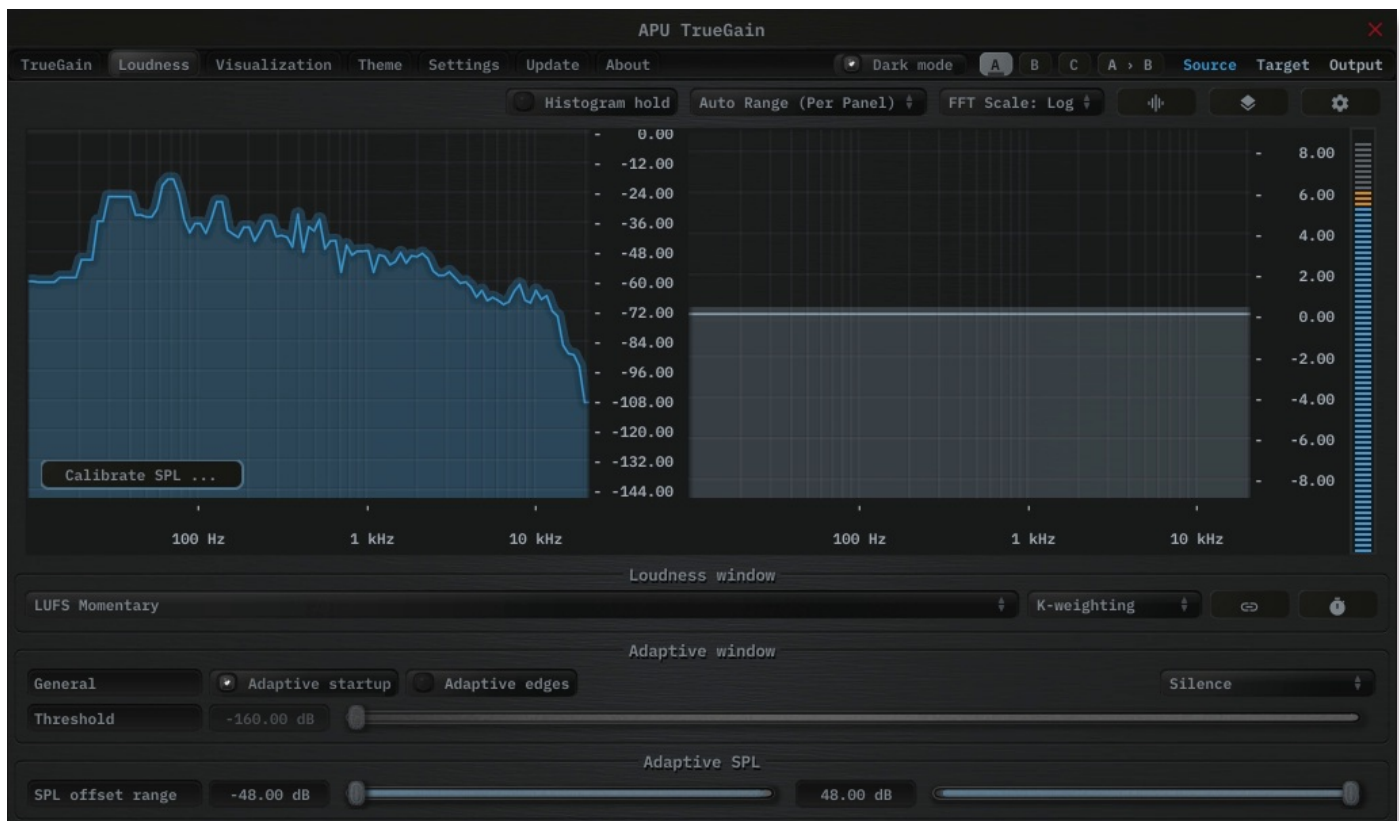 APU TrueGain
TrueGain Loudness Visualization Theme Settings Update About Dark mode A B C A › B Source Target Output
Histogram hold Auto Range (Per Panel) FFT Scale: Log
0.00
-12.00
-24.00
-36.00
-48.00
-60.00
-72.00
-84.00
-96.00
-108.00
-120.00
-132.00
-144.00
8.00
6.00
4.00
2.00
0.00
-2.00
-4.00
-6.00
-8.00
Calibrate SPL ...
100 Hz 1 kHz 10 kHz 100 Hz 1 kHz 10 kHz
Loudness window
LUFS Momentary K-weighting
Adaptive window
General Adaptive startup Adaptive edges Silence
Threshold -160.00 dB
Adaptive SPL
SPL offset range -48.00 dB 48.00 dB